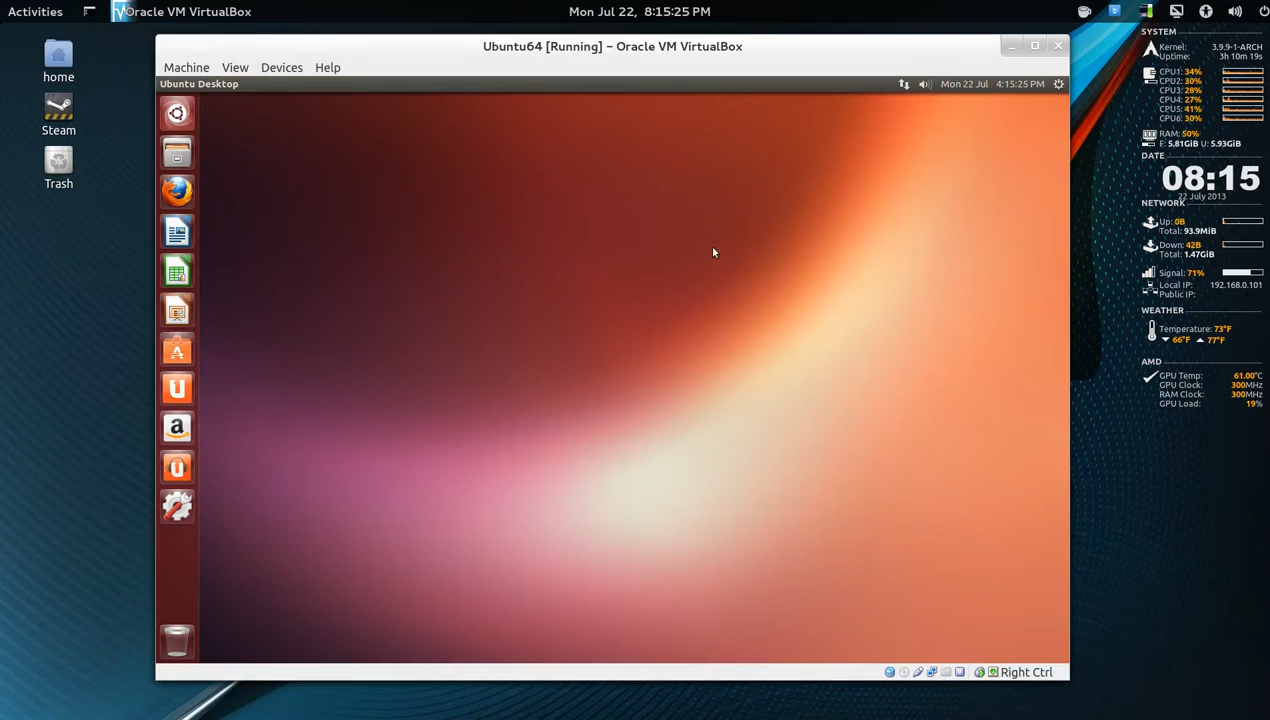 Activities
Oracle VM VirtualBox
Mon Jul 22, 8:15:25 PM
home
Steam
Trash
Ubuntu64 [Running] – Oracle VM VirtualBox
Machine View Devices Help
Ubuntu Desktop
Mon 22 Jul 4:15:25 PM
Right Ctrl
SYSTEM
Kernel: 3.9.9-1-ARCH
Uptime: 3h 10m 19s
CPU1: 34%
CPU2: 30%
CPU3: 28%
CPU4: 27%
CPU5: 41%
CPU6: 30%
RAM: 50%
F: 5.81GiB U: 5.93GiB
DATE
08:15
22 July 2013
NETWORK
Up: 0B
Total: 93.9MiB
Down: 42B
Total: 1.47GiB
Signal: 71%
Local IP: 192.168.0.101
Public IP:
WEATHER
Temperature: 73°F
66°F 77°F
AMD
GPU Temp: 61.00°C
GPU Clock: 300MHz
RAM Clock: 300MHz
GPU Load: 19%